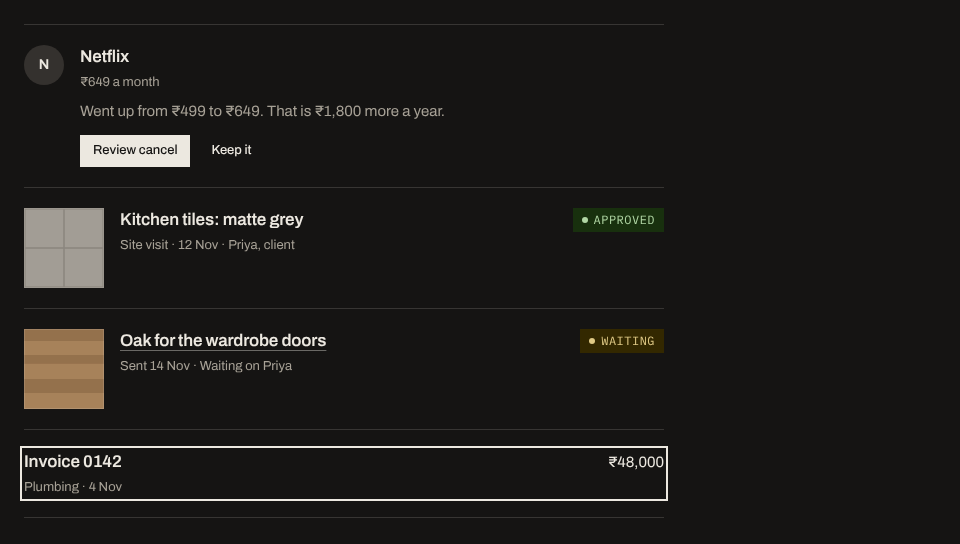 N
Netflix
₹649 a month
Went up from ₹499 to ₹649. That is ₹1,800 more a year.
Review cancel Keep it
Kitchen tiles: matte grey APPROVED
Site visit · 12 Nov · Priya, client
Oak for the wardrobe doors WAITING
Sent 14 Nov · Waiting on Priya
Invoice 0142 ₹48,000
Plumbing · 4 Nov